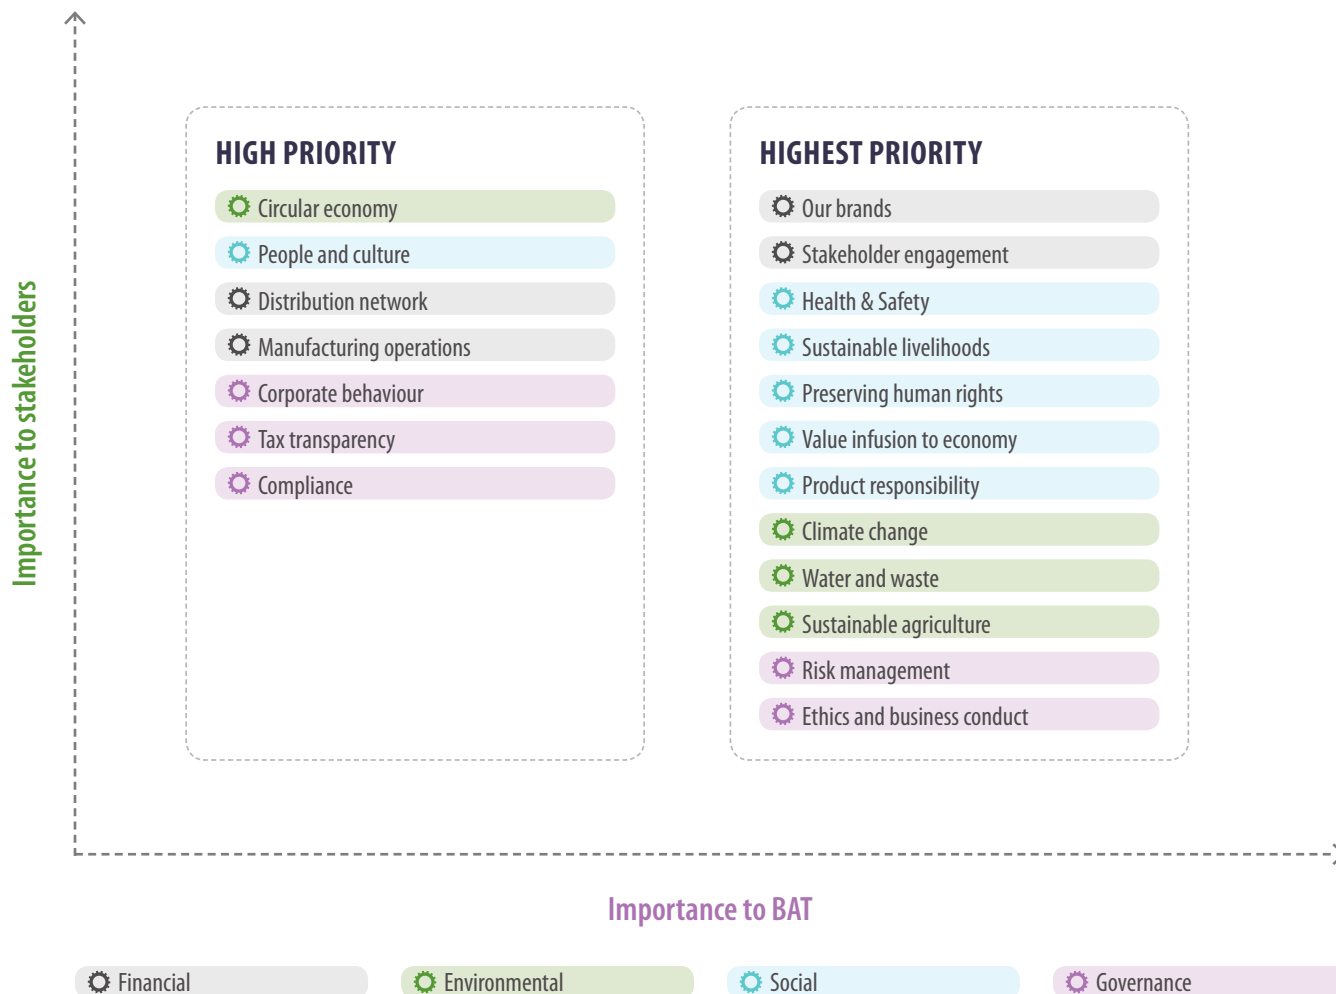 Importance to stakeholders
HIGH PRIORITY
Circular economy
People and culture
Distribution network
Manufacturing operations
Corporate behaviour
Tax transparency
Compliance
HIGHEST PRIORITY
Our brands
Stakeholder engagement
Health & Safety
Sustainable livelihoods
Preserving human rights
Value infusion to economy
Product responsibility
Climate change
Water and waste
Sustainable agriculture
Risk management
Ethics and business conduct
Importance to BAT
Financial
Environmental
Social
Governance